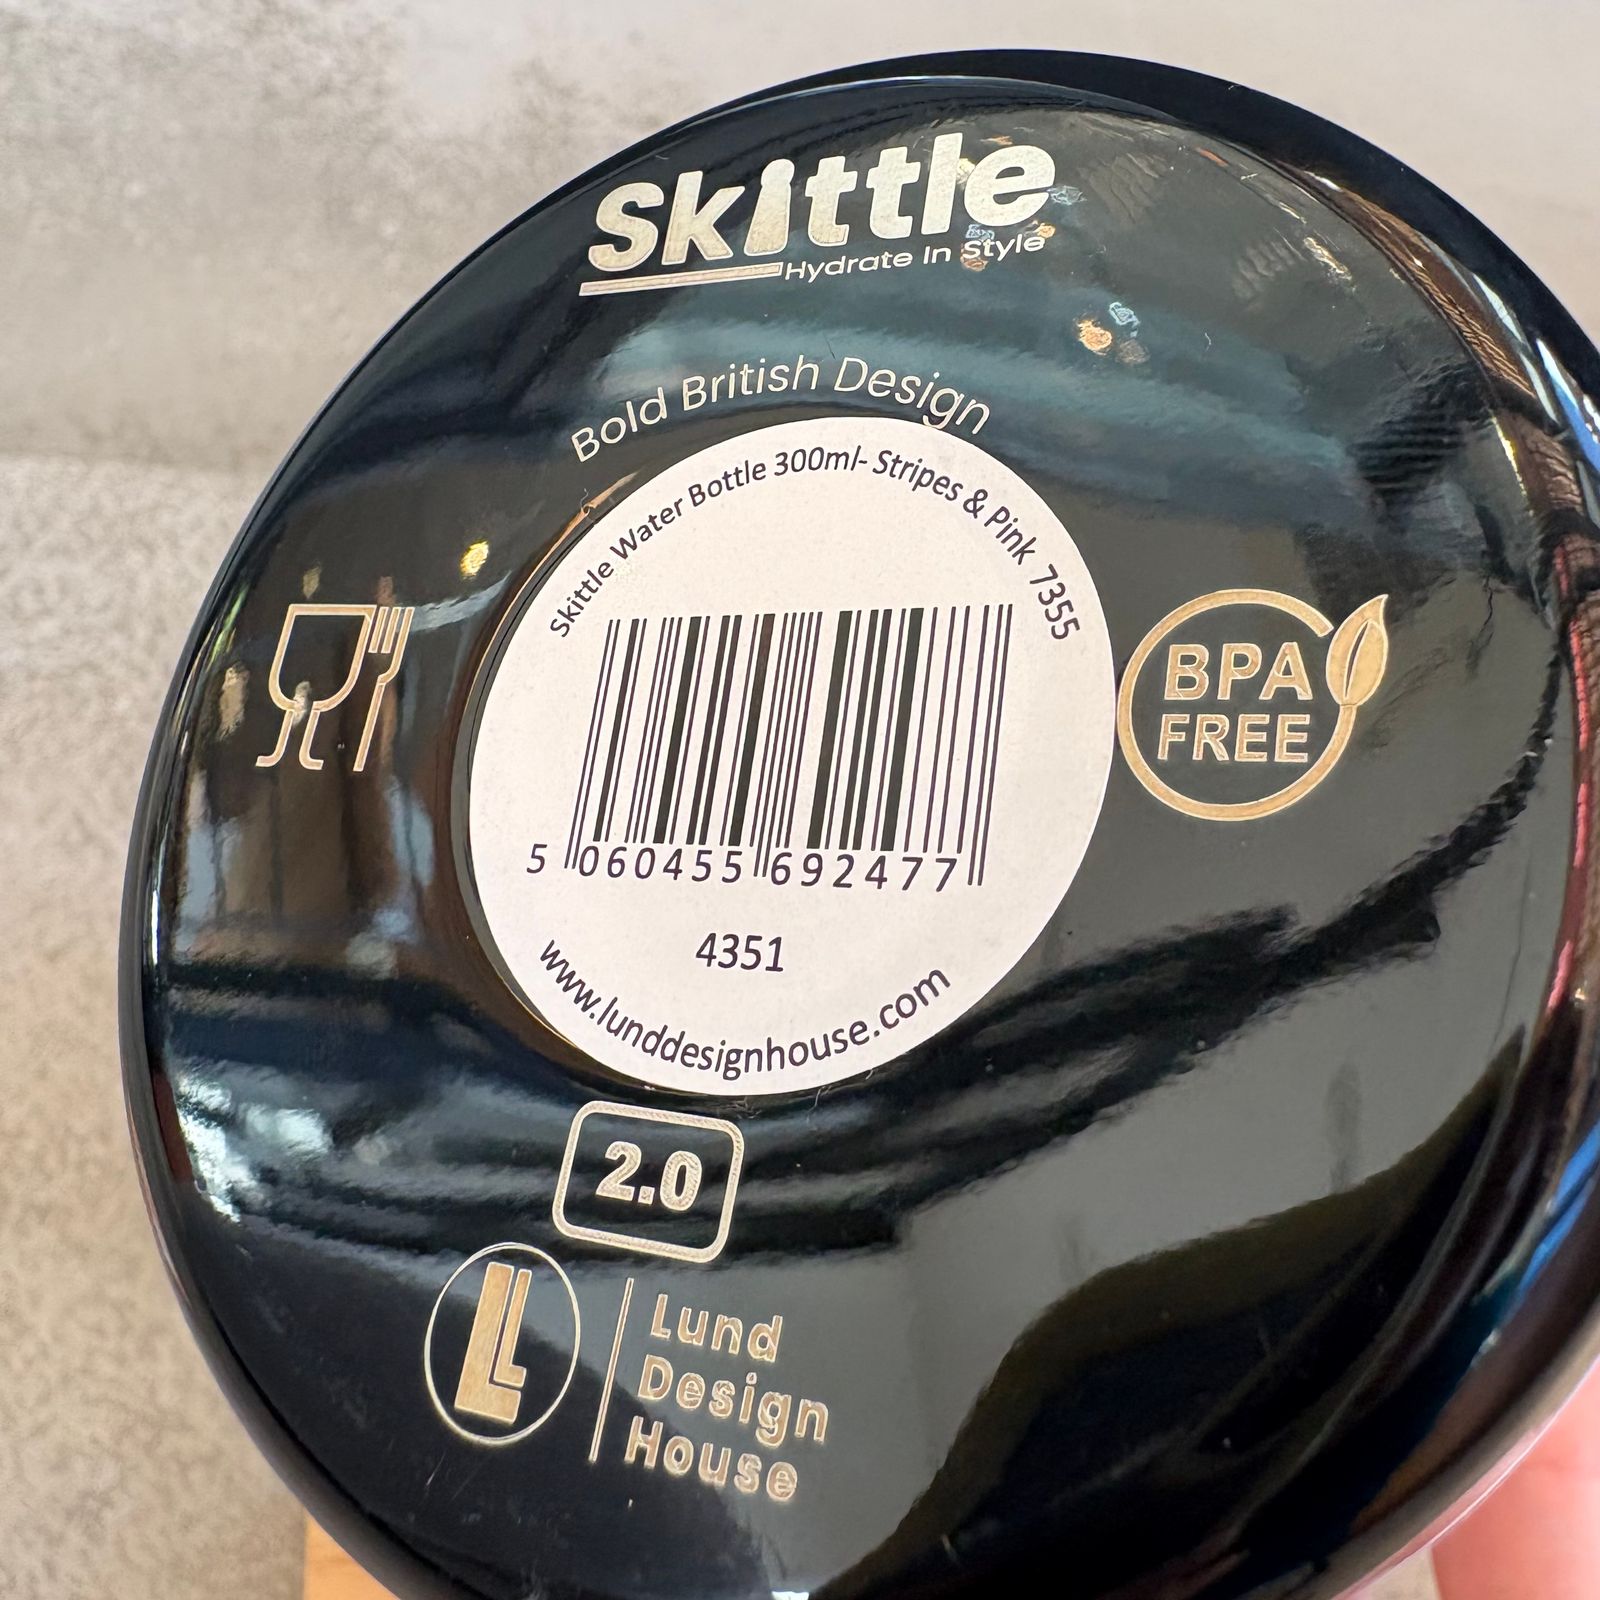 Skittle
Hydrate In Style
Bold British Design
Skittle Water Bottle 300ml- Stripes & Pink 7355
BPA
FREE
5 060455 692477
4351
www.lunddesignhouse.com
2.0
Lund
Design
House